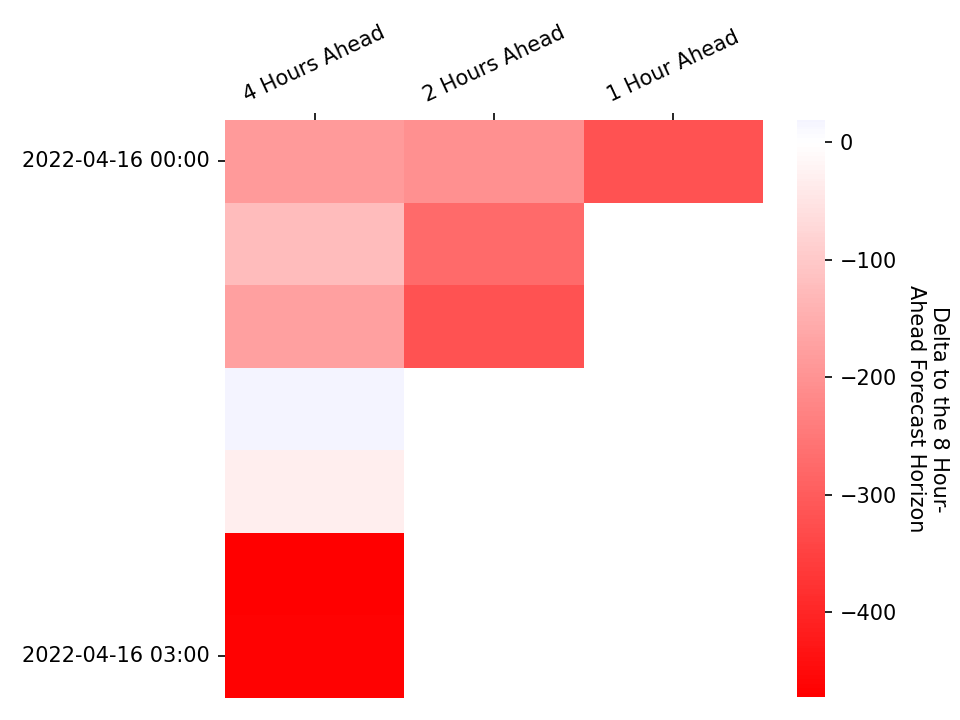 4 Hours Ahead
2 Hours Ahead
1 Hour Ahead
2022-04-16 00:00
2022-04-16 03:00
0
−100
−200
−300
−400
Delta to the 8 Hour-
Ahead Forecast Horizon